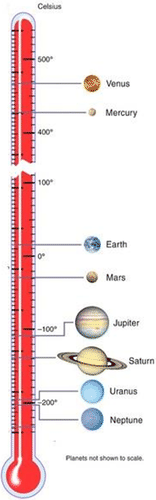 Celsius
500°
Venus
Mercury
400°
100°
Earth
0°
Mars
Jupiter
-100°
Saturn
Uranus
-200°
Neptune
Planets not shown to scale.